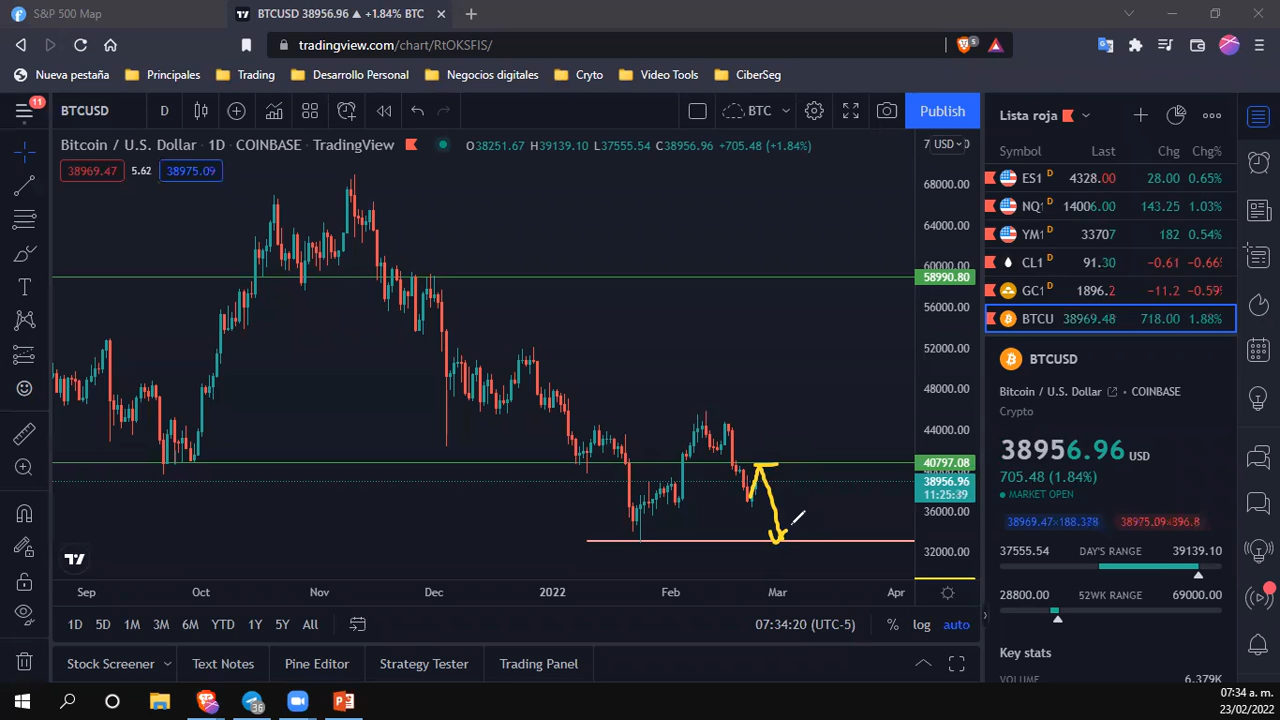 S&P 500 Map
BTCUSD 38956.96 ▲ +1.84% BTC
tradingview.com/chart/RtOKSFIS/
5
Nueva pestaña Principales Trading Desarrollo Personal Negocios digitales Cryto Video Tools CiberSeg
11
BTCUSD D BTC Publish
Bitcoin / U.S. Dollar · 1D · COINBASE · TradingView O38251.67 H39139.10 L37555.54 C38956.96 +705.48 (+1.84%)
USD
38969.47 5.62 38975.09
68000.00
64000.00
60000.00
58990.80
56000.00
52000.00
48000.00
44000.00
40797.08
38956.96
11:25:39
36000.00
32000.00
Sep Oct Nov Dec 2022 Feb Mar Apr
1D 5D 1M 3M 6M YTD 1Y 5Y All 07:34:20 (UTC-5) % log auto
Stock Screener Text Notes Pine Editor Strategy Tester Trading Panel
Lista roja
Symbol Last Chg Chg%
ES1 D 4328.00 28.00 0.65%
NQ1 D 14006.00 143.25 1.03%
YM1 D 33707 182 0.54%
CL1 D 91.30 −0.61 −0.66%
GC1 D 1896.2 −11.2 −0.59%
BTCU 38969.48 718.00 1.88%
BTCUSD
Bitcoin / U.S. Dollar • COINBASE
Crypto
38956.96 USD
705.48 (1.84%)
MARKET OPEN
38969.47×188.378 38975.09×396.8
37555.54 DAY'S RANGE 39139.10
28800.00 52WK RANGE 69000.00
Key stats
VOLUME 6.379K
36
07:34 a. m.
23/02/2022